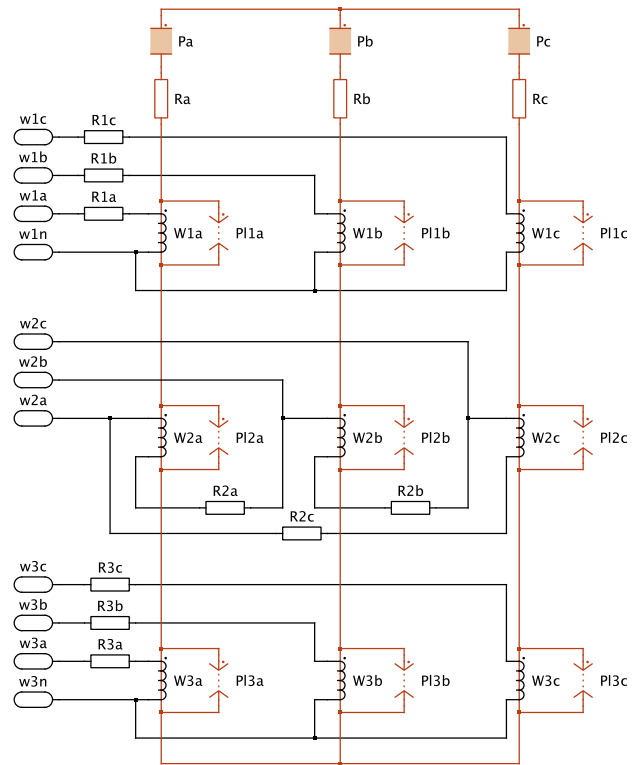 Pa Pb Pc
Ra Rb Rc
w1c R1c
w1b R1b
w1a R1a
w1n W1a Pl1a W1b Pl1b W1c Pl1c
w2c
w2b
w2a
W2a Pl2a W2b Pl2b W2c Pl2c
R2a R2b
R2c
w3c R3c
w3b R3b
w3a R3a
w3n W3a Pl3a W3b Pl3b W3c Pl3c